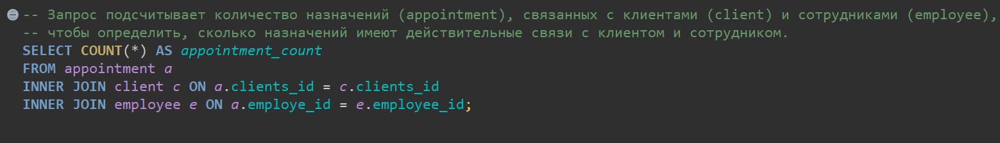 -- Запрос подсчитывает количество назначений (appointment), связанных с клиентами (client) и сотрудниками (employee),
-- чтобы определить, сколько назначений имеют действительные связи с клиентом и сотрудником.
SELECT COUNT(*) AS appointment_count
FROM appointment a
INNER JOIN client c ON a.clients_id = c.clients_id
INNER JOIN employee e ON a.employe_id = e.employee_id;